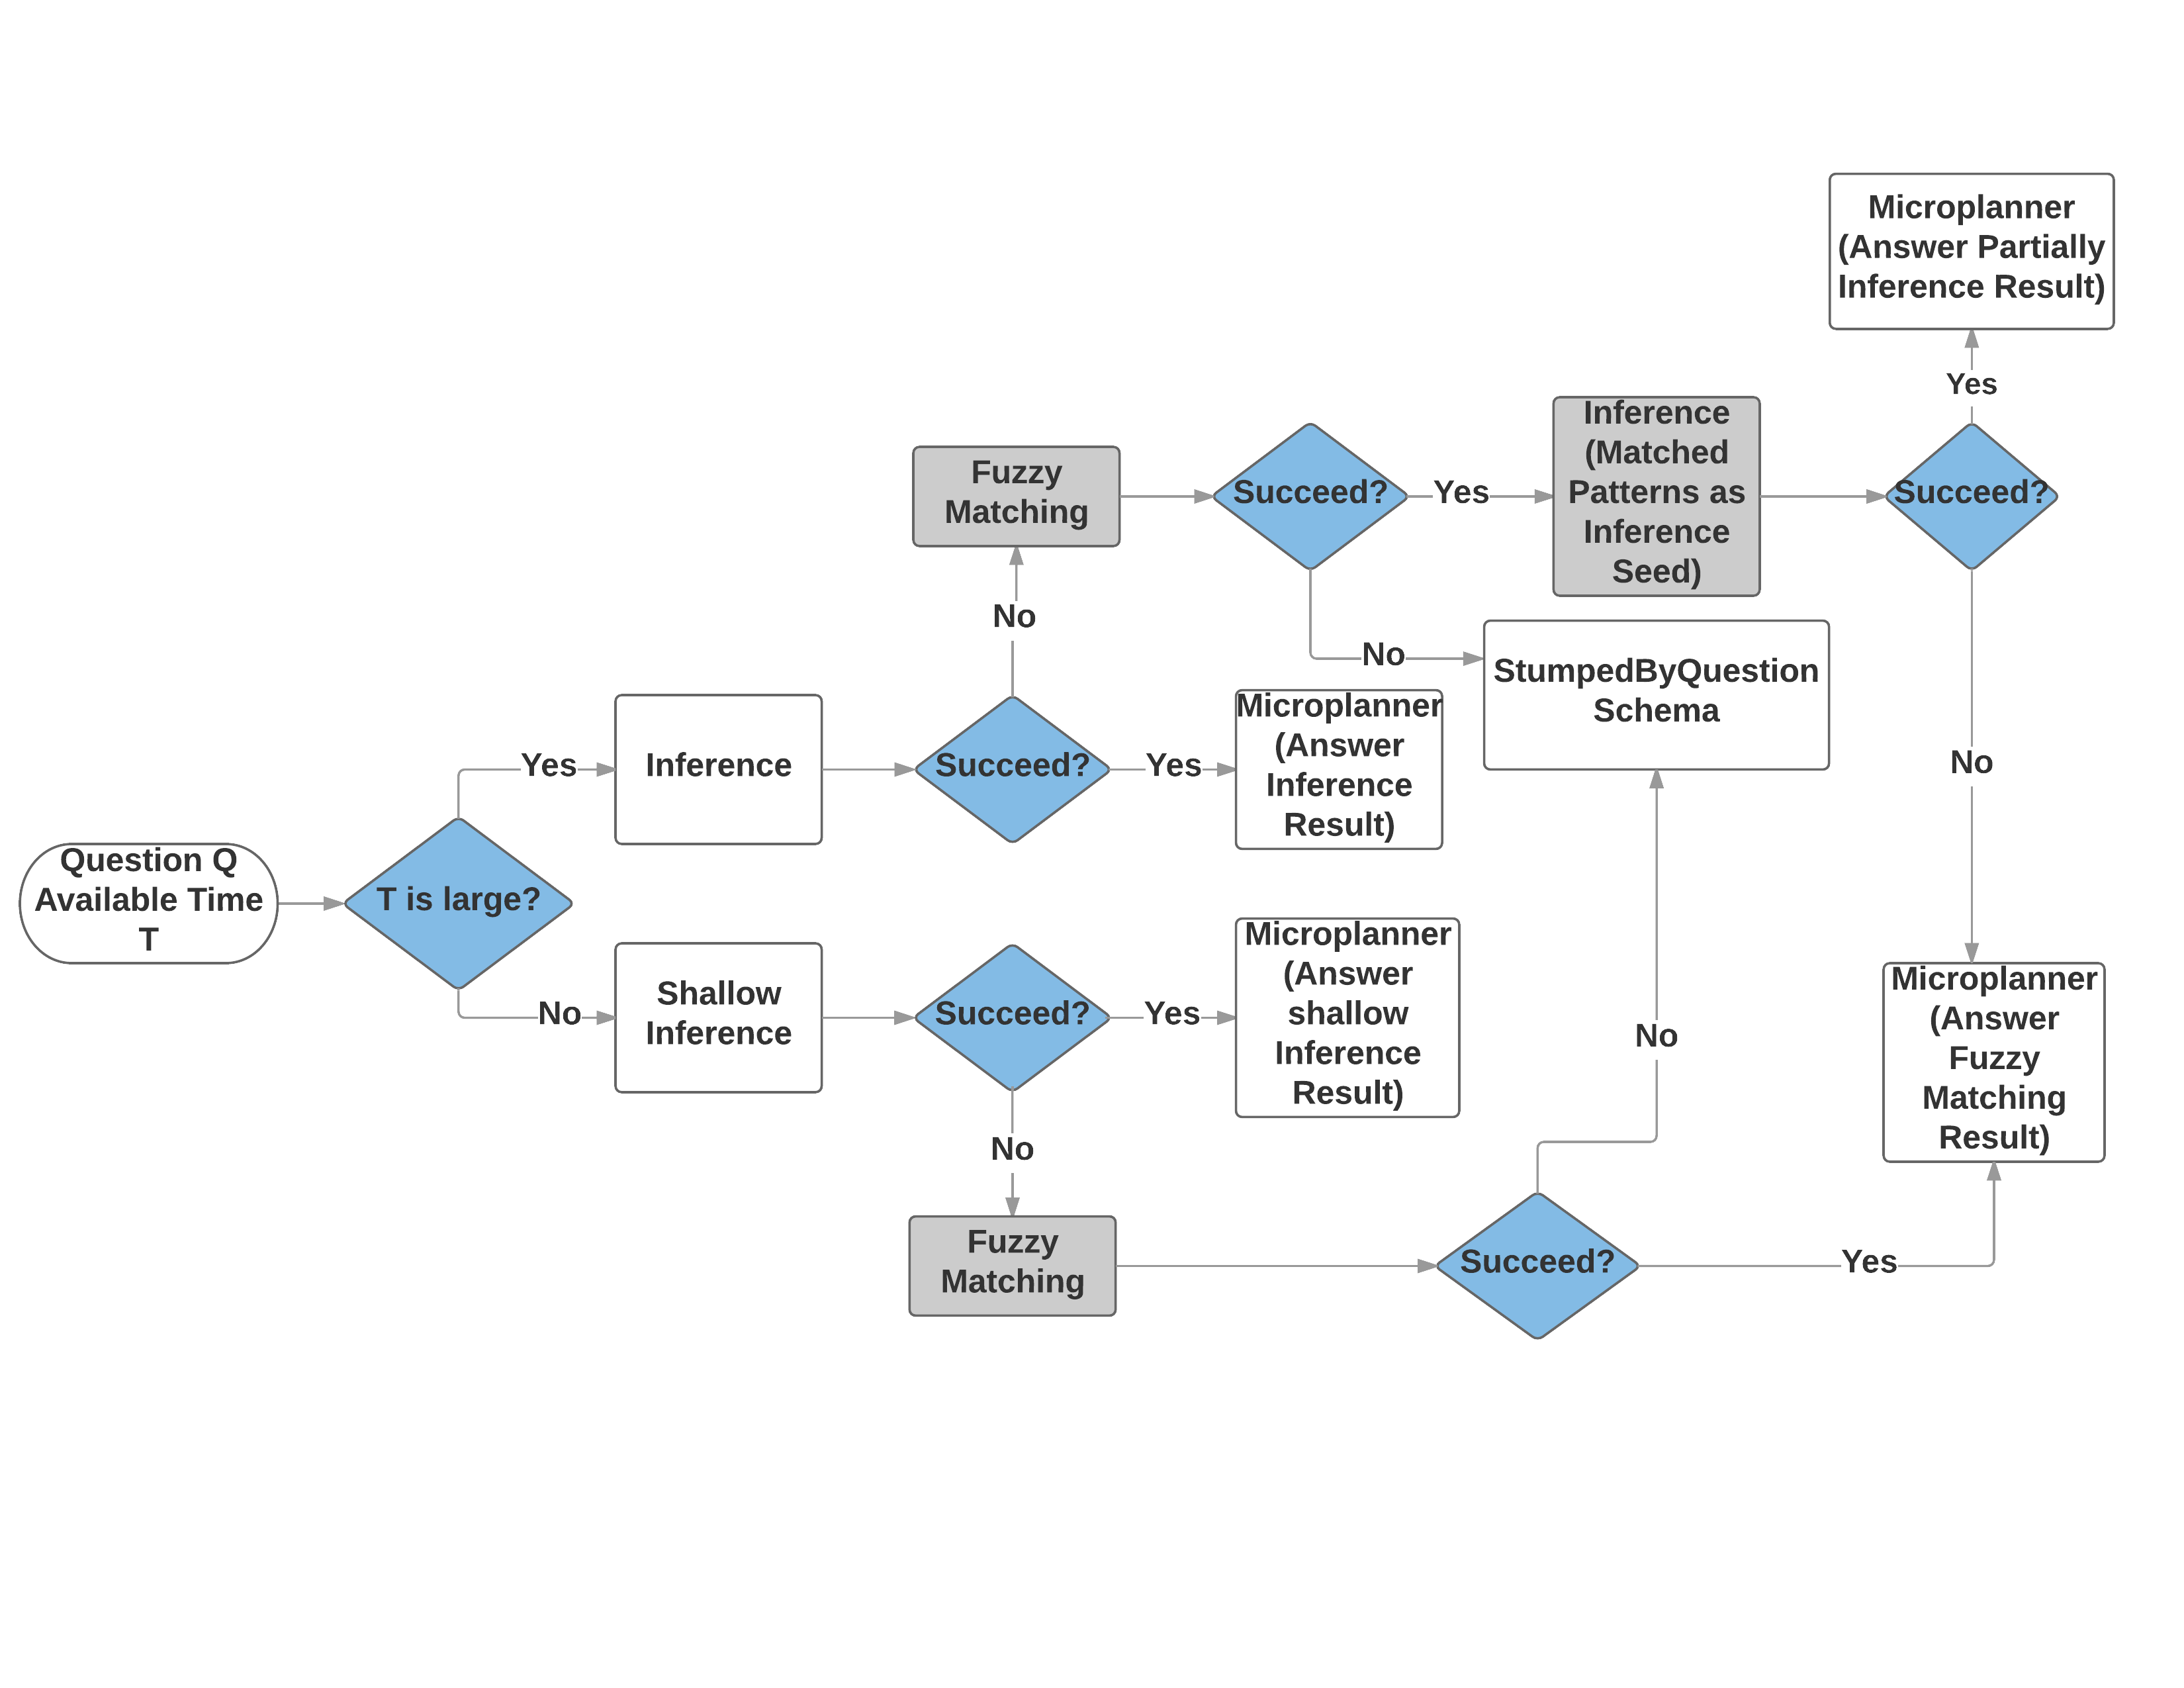 Microplanner
(Answer Partially
Inference Result)
Yes
Fuzzy
Matching
Succeed?
Yes
Inference
(Matched
Patterns as
Inference
Seed)
Succeed?
No
No
StumpedByQuestion
Schema
No
Yes
Inference
Succeed?
Yes
Microplanner
(Answer
Inference
Result)
Question Q
Available Time
T
T is large?
No
Shallow
Inference
Succeed?
Yes
Microplanner
(Answer
shallow
Inference
Result)
No
Microplanner
(Answer
Fuzzy
Matching
Result)
No
Fuzzy
Matching
Succeed?
Yes